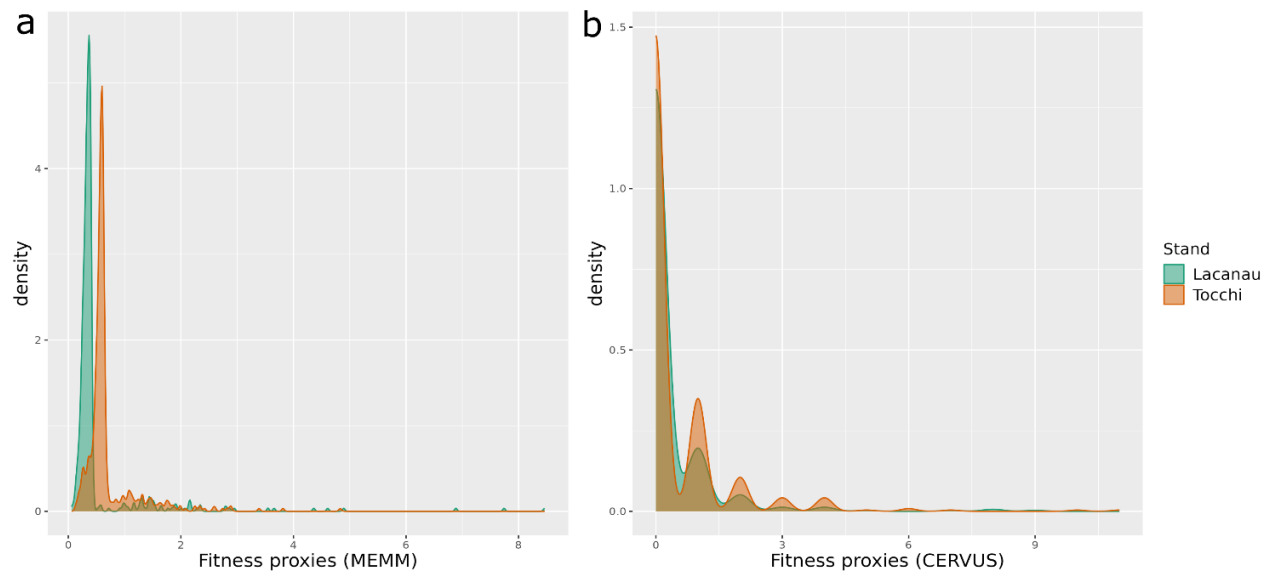 a
density
4
2
0
0
2
4
6
8
Fitness proxies (MEMM)
b
density
1.5
1.0
0.5
0.0
0
3
6
9
Fitness proxies (CERVUS)
Stand
Lacanau
Tocchi